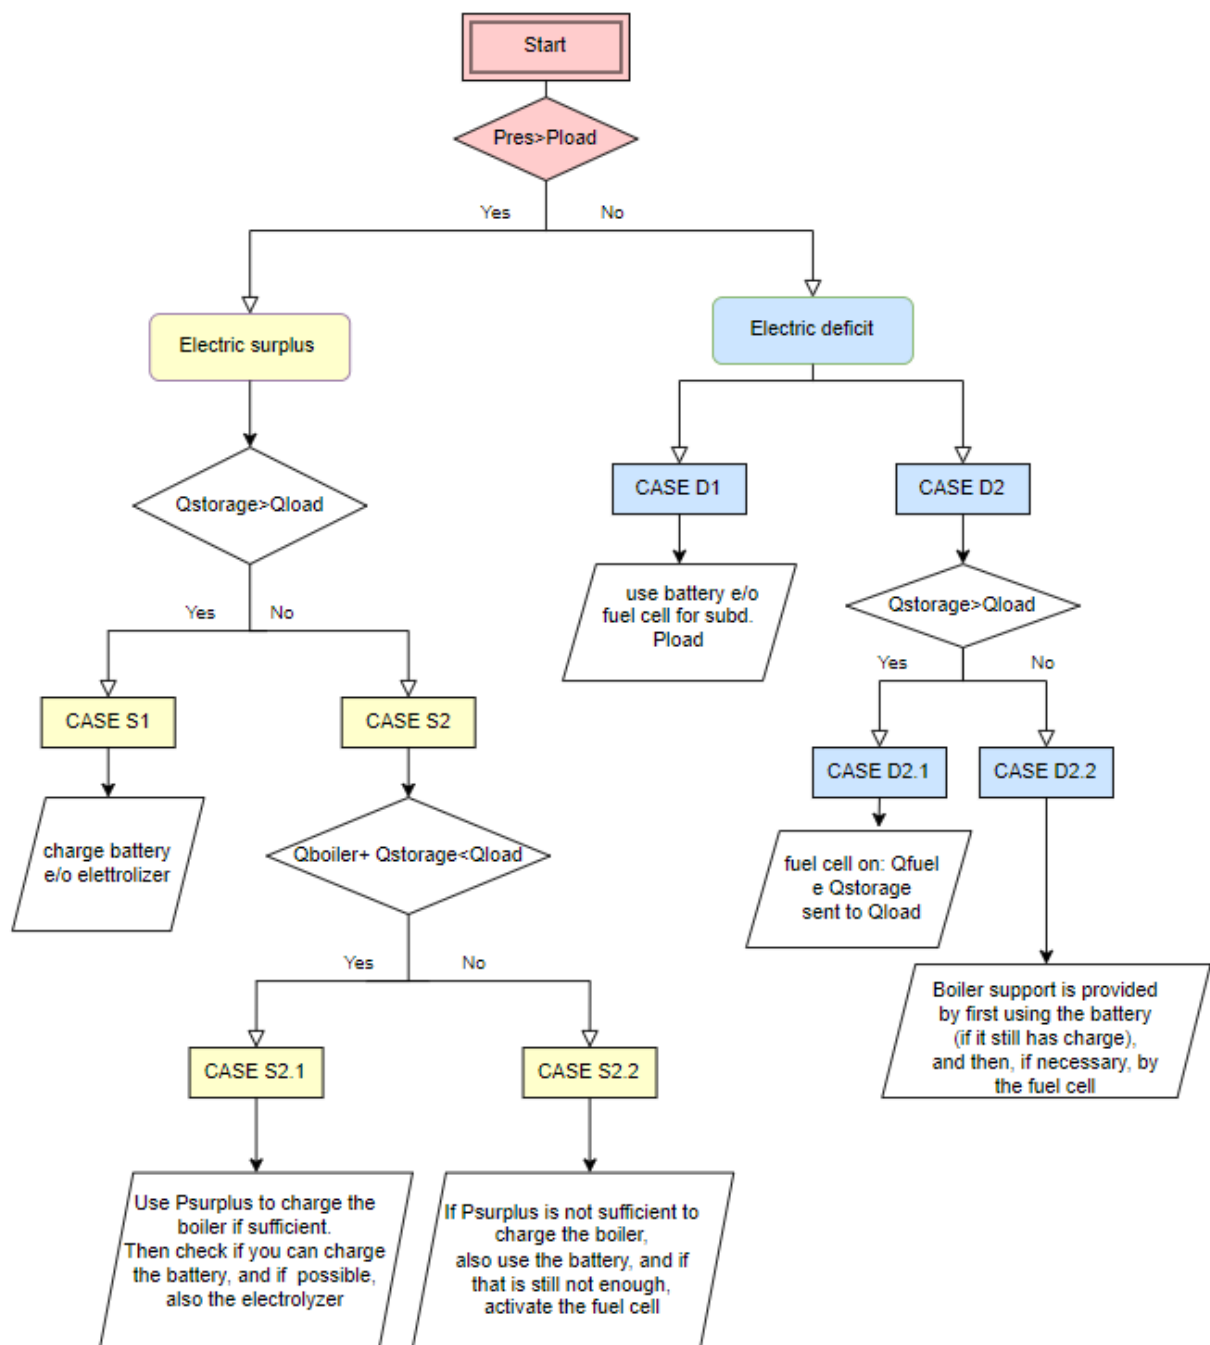 Start
Pres>Pload
Yes
No
Electric surplus
Electric deficit
Qstorage>Qload
CASE D1
CASE D2
use battery e/o
fuel cell for subd.
Pload
Qstorage>Qload
Yes
No
Yes
No
CASE S1
CASE S2
CASE D2.1
CASE D2.2
charge battery
e/o elettrolizer
Qboiler+ Qstorage<Qload
fuel cell on: Qfuel
e Qstorage
sent to Qload
Yes
No
Boiler support is provided
by first using the battery
(if it still has charge),
and then, if necessary, by
the fuel cell
CASE S2.1
CASE S2.2
Use Psurplus to charge the
boiler if sufficient.
Then check if you can charge
the battery, and if possible,
also the electrolyzer
If Psurplus is not sufficient to
charge the boiler,
also use the battery, and if
that is still not enough,
activate the fuel cell